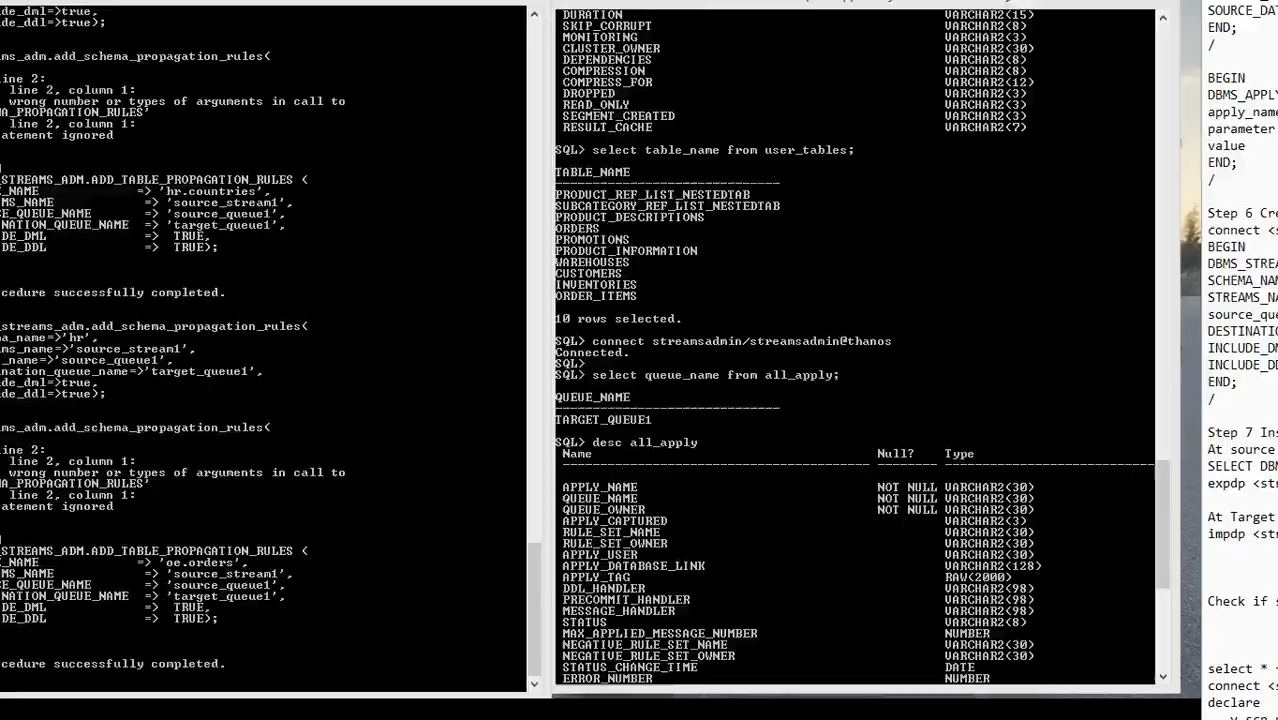 de_dml=>true,
de_ddl=>true);
ms_adm.add_schema_propagation_rules(
ine 2:
line 2, column 1:
wrong number or types of arguments in call to
A_PROPAGATION_RULES'
line 2, column 1:
atement ignored
STREAMS_ADM.ADD_TABLE_PROPAGATION_RULES (
E_NAME => 'hr.countries',
MS_NAME => 'source_stream1',
CE_QUEUE_NAME => 'source_queue1',
NATION_QUEUE_NAME => 'target_queue1',
DE_DML => TRUE,
DE_DDL => TRUE);
cedure successfully completed.
_streams_adm.add_schema_propagation_rules(
ma_name=>'hr',
ms_name=>'source_stream1',
_name=>'source_queue1',
nation_queue_name=>'target_queue1',
de_dml=>true,
de_ddl=>true);
ms_adm.add_schema_propagation_rules(
line 2:
line 2, column 1:
wrong number or types of arguments in call to
A_PROPAGATION_RULES'
line 2, column 1:
atement ignored
STREAMS_ADM.ADD_TABLE_PROPAGATION_RULES (
E_NAME => 'oe.orders',
MS_NAME => 'source_stream1',
CE_QUEUE_NAME => 'source_queue1',
NATION_QUEUE_NAME => 'target_queue1',
DE_DML => TRUE,
DE_DDL => TRUE);
cedure successfully completed.
DURATION VARCHAR2(15)
SKIP_CORRUPT VARCHAR2(8)
MONITORING VARCHAR2(3)
CLUSTER_OWNER VARCHAR2(30)
DEPENDENCIES VARCHAR2(8)
COMPRESSION VARCHAR2(8)
COMPRESS_FOR VARCHAR2(12)
DROPPED VARCHAR2(3)
READ_ONLY VARCHAR2(3)
SEGMENT_CREATED VARCHAR2(3)
RESULT_CACHE VARCHAR2(7)
SQL> select table_name from user_tables;
TABLE_NAME
------------------------------
PRODUCT_REF_LIST_NESTEDTAB
SUBCATEGORY_REF_LIST_NESTEDTAB
PRODUCT_DESCRIPTIONS
ORDERS
PROMOTIONS
PRODUCT_INFORMATION
WAREHOUSES
CUSTOMERS
INVENTORIES
ORDER_ITEMS
10 rows selected.
SQL> connect streamsadmin/streamsadmin@thanos
Connected.
SQL>
SQL> select queue_name from all_apply;
QUEUE_NAME
------------------------------
TARGET_QUEUE1
SQL> desc all_apply
Name Null? Type
----------------------------------------- -------- ----------------------------
APPLY_NAME NOT NULL VARCHAR2(30)
QUEUE_NAME NOT NULL VARCHAR2(30)
QUEUE_OWNER NOT NULL VARCHAR2(30)
APPLY_CAPTURED VARCHAR2(3)
RULE_SET_NAME VARCHAR2(30)
RULE_SET_OWNER VARCHAR2(30)
APPLY_USER VARCHAR2(30)
APPLY_DATABASE_LINK VARCHAR2(128)
APPLY_TAG RAW(2000)
DDL_HANDLER VARCHAR2(98)
PRECOMMIT_HANDLER VARCHAR2(98)
MESSAGE_HANDLER VARCHAR2(98)
STATUS VARCHAR2(8)
MAX_APPLIED_MESSAGE_NUMBER NUMBER
NEGATIVE_RULE_SET_NAME VARCHAR2(30)
NEGATIVE_RULE_SET_OWNER VARCHAR2(30)
STATUS_CHANGE_TIME DATE
ERROR_NUMBER NUMBER
SOURCE_DA
END;
/
BEGIN
DBMS_APPLY
apply_name
parameter
value
END;
/
Step 6 Cre
connect <s
BEGIN
DBMS_STREA
SCHEMA_NAM
STREAMS_NA
source_que
DESTINATIO
INCLUDE_DM
INCLUDE_DD
END;
/
Step 7 Ins
At source
SELECT DBM
expdp <str
At Target
impdp <str
Check if s
select * 
connect <s
declare